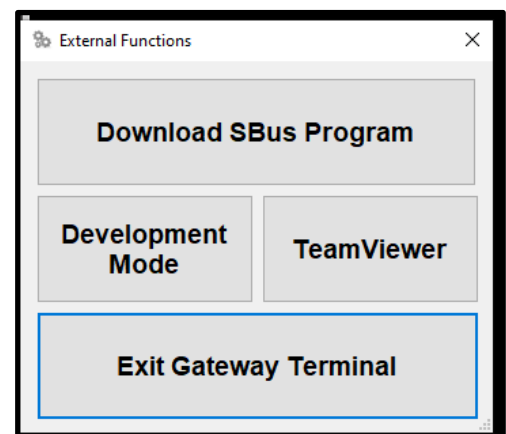 External Functions
Download SBus Program
Development
Mode
TeamViewer
Exit Gateway Terminal